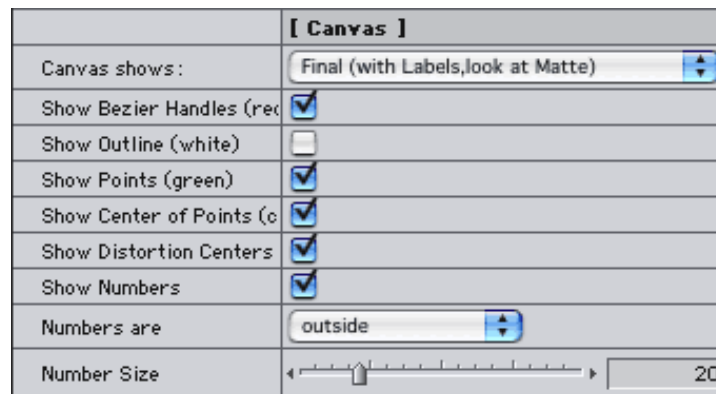 [ Canvas ]
Canvas shows: Final (with Labels,look at Matte)
Show Bezier Handles (rec
Show Outline (white)
Show Points (green)
Show Center of Points (c
Show Distortion Centers
Show Numbers
Numbers are outside
Number Size 20